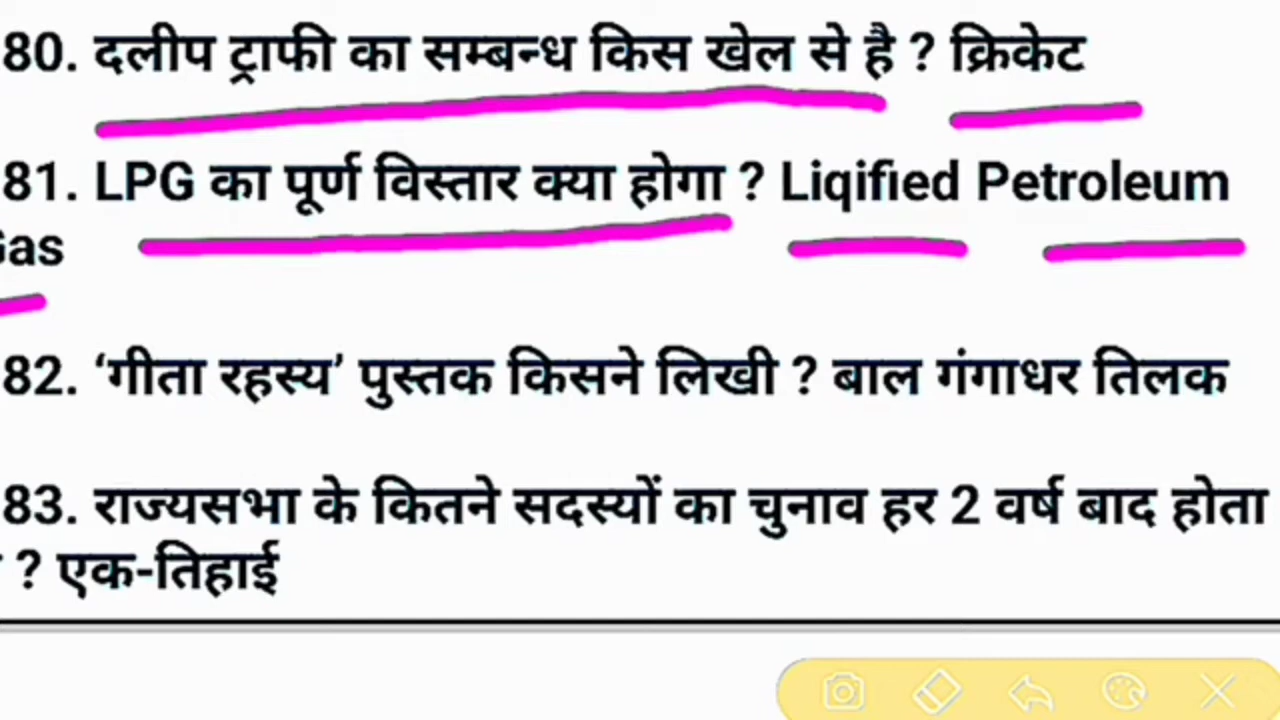 80. दलीप ट्राफी का सम्बन्ध किस खेल से है ? क्रिकेट
81. LPG का पूर्ण विस्तार क्या होगा ? Liqified Petroleum
Gas
82. ‘गीता रहस्य’ पुस्तक किसने लिखी ? बाल गंगाधर तिलक
83. राज्यसभा के कितने सदस्यों का चुनाव हर 2 वर्ष बाद होता
? एक-तिहाई